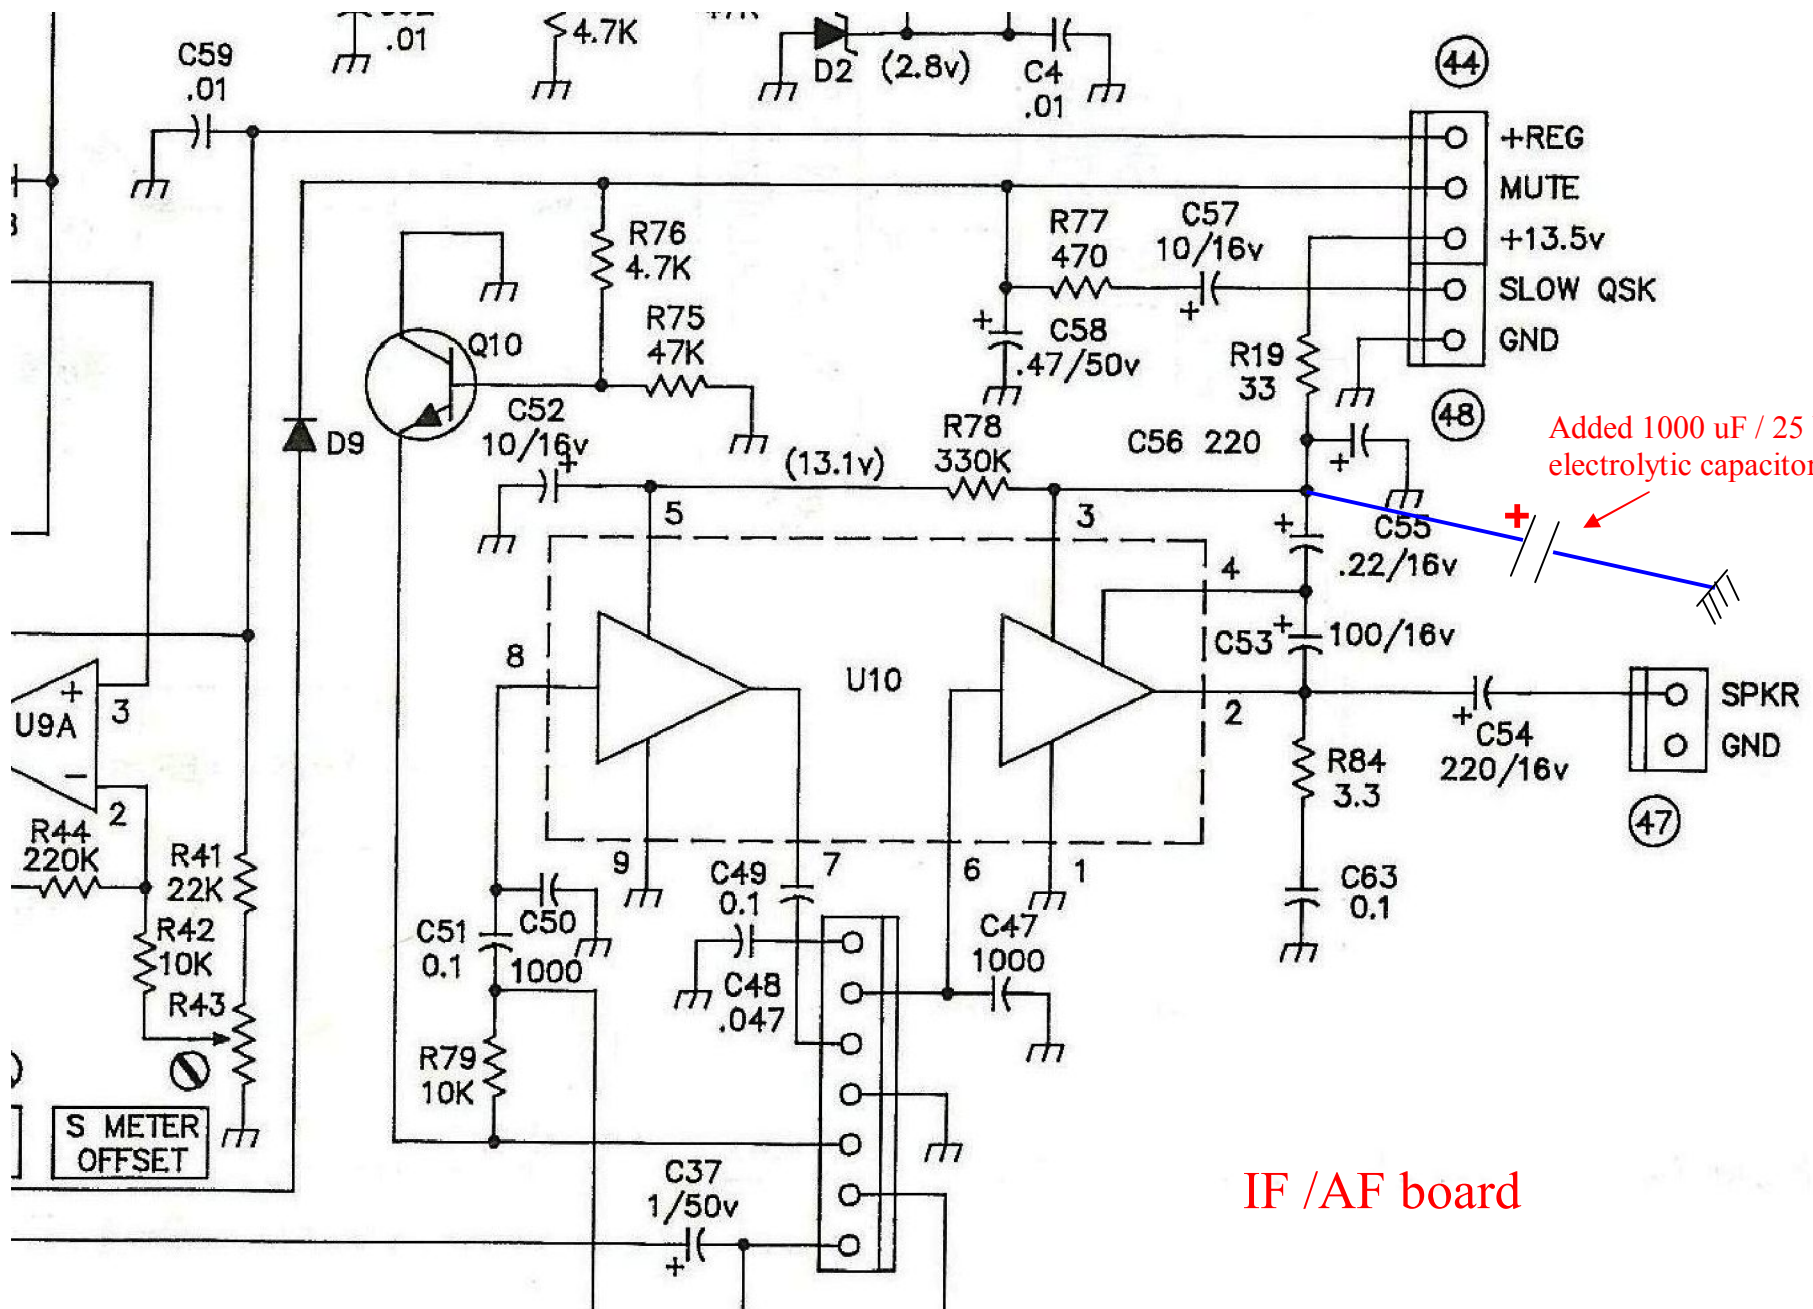 .01
4.7K
D2
(2.8v)
C4
.01
C59
.01
44
+REG
MUTE
+13.5v
SLOW QSK
GND
48
R76
4.7K
R77
470
C57
10/16v
+
Q10
R75
47K
+
C58
.47/50v
R19
33
C52
10/16v
+
D9
(13.1v)
R78
330K
C56 220
+
Added 1000 uF / 25
electrolytic capacitor
+
5
3
+
C55
.22/16v
4
8
U10
C53
+
100/16v
2
+
C54
220/16v
SPKR
GND
47
+
U9A
3
−
2
R84
3.3
C63
0.1
R44
220K
R41
22K
R42
10K
R43
9
7
6
1
C49
0.1
C51
0.1
C50
1000
C48
.047
C47
1000
R79
10K
S METER
OFFSET
C37
1/50v
+
IF /AF board